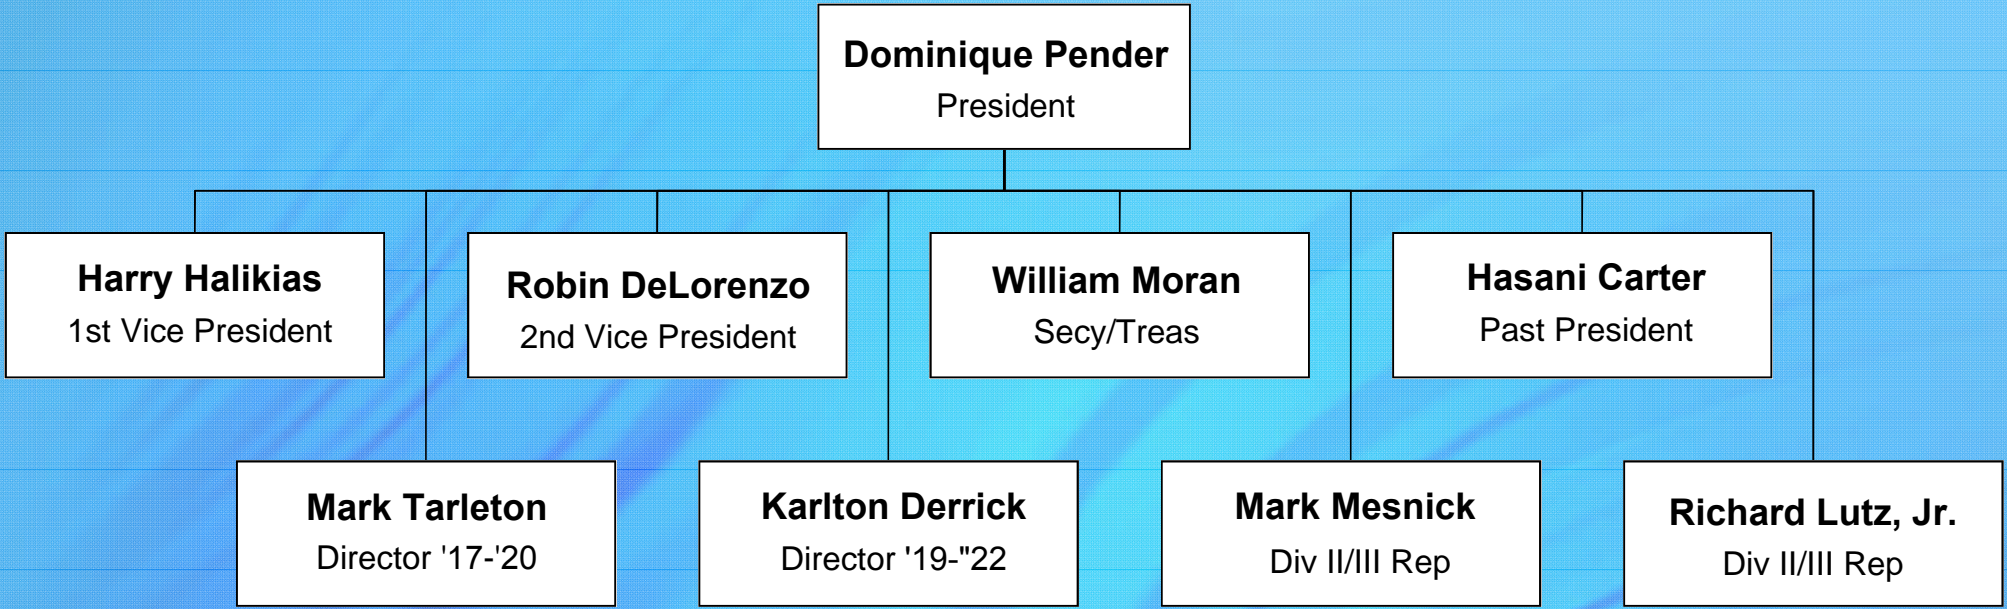 Dominique Pender
President
Harry Halikias
1st Vice President
Robin DeLorenzo
2nd Vice President
William Moran
Secy/Treas
Hasani Carter
Past President
Mark Tarleton
Director '17-'20
Karlton Derrick
Director '19-"22
Mark Mesnick
Div II/III Rep
Richard Lutz, Jr.
Div II/III Rep